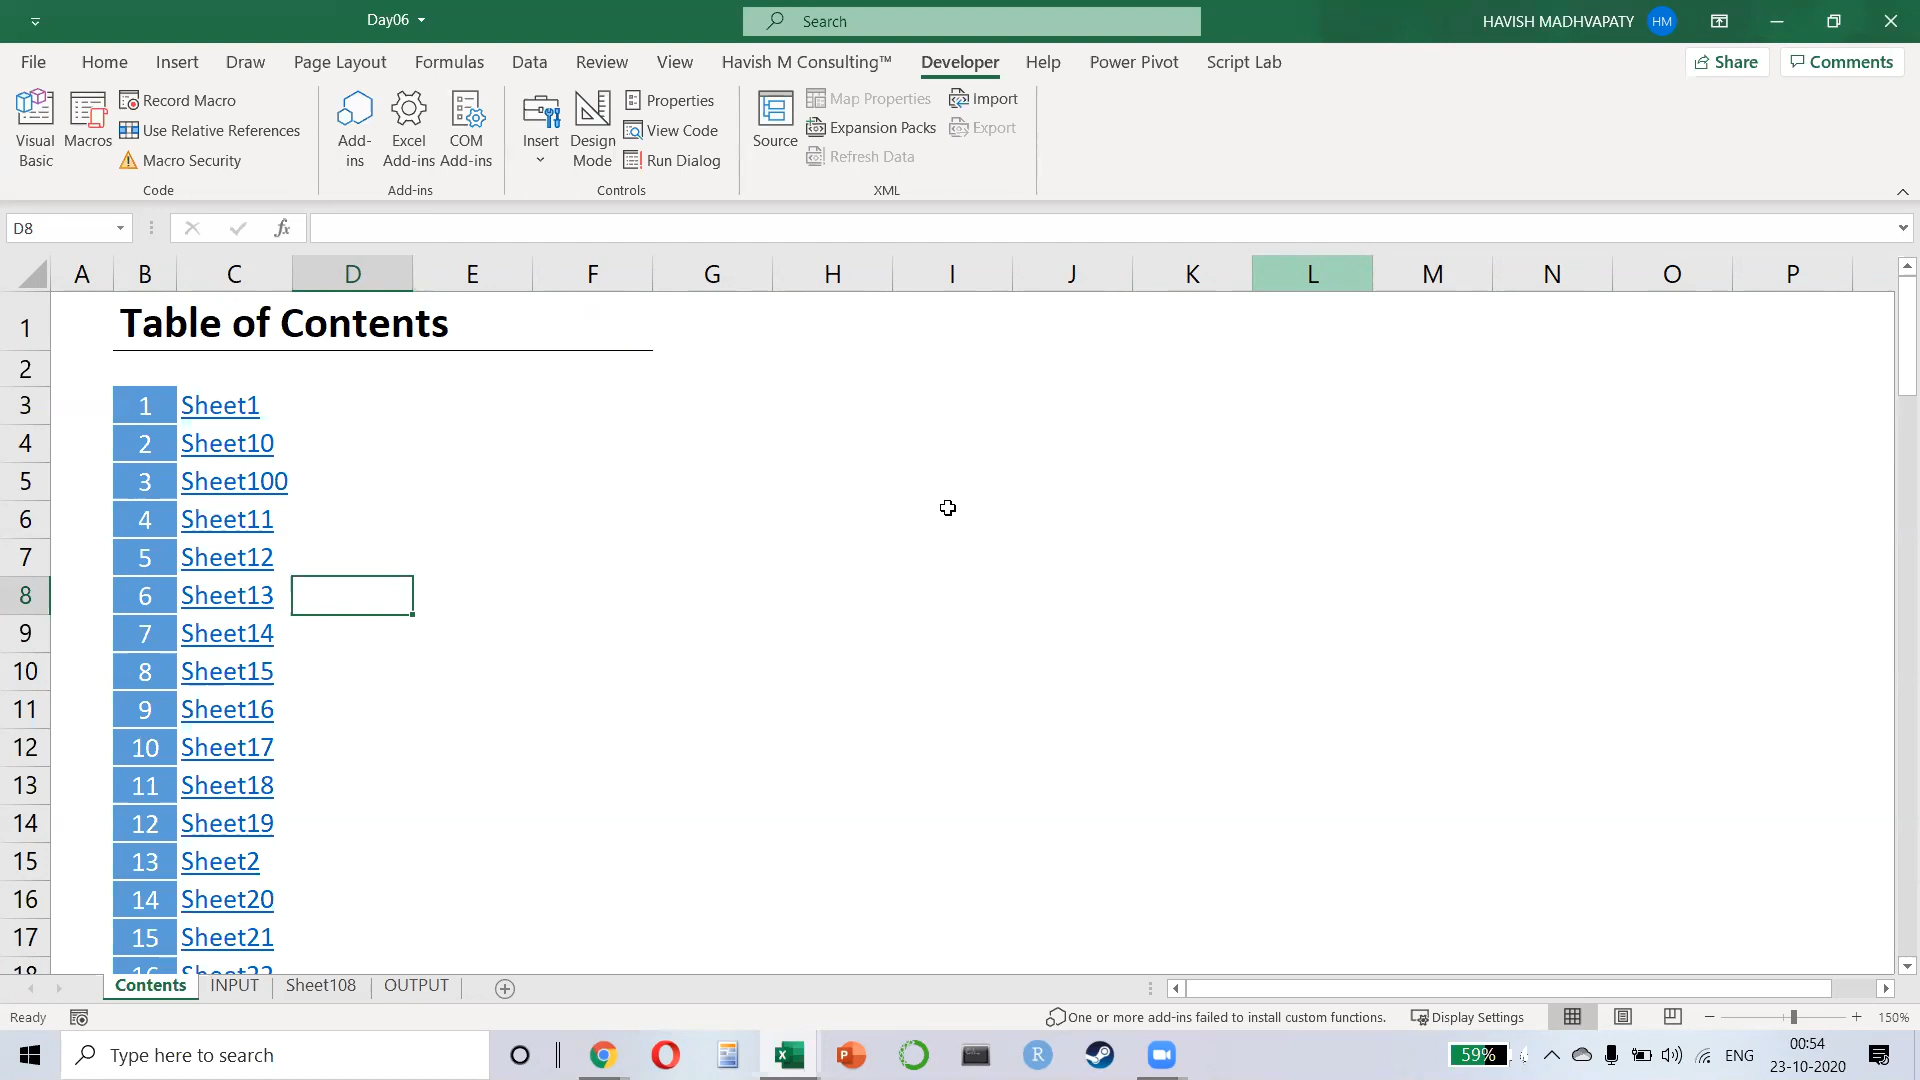 Day06
Search
HAVISH MADHVAPATY HM
File Home Insert Draw Page Layout Formulas Data Review View Havish M Consulting™ Developer Help Power Pivot Script Lab Share Comments
Visual Basic
Macros
Record Macro
Use Relative References
Macro Security
Code
Add-ins
Excel Add-ins
COM Add-ins
Add-ins
Insert
Design Mode
Properties
View Code
Run Dialog
Controls
Source
Map Properties
Expansion Packs
Refresh Data
Import
Export
XML
D8
fx
A B C D E F G H I J K L M N O P
1 Table of Contents
2
3 1 Sheet1
4 2 Sheet10
5 3 Sheet100
6 4 Sheet11
7 5 Sheet12
8 6 Sheet13
9 7 Sheet14
10 8 Sheet15
11 9 Sheet16
12 10 Sheet17
13 11 Sheet18
14 12 Sheet19
15 13 Sheet2
16 14 Sheet20
17 15 Sheet21
18 16 Sheet22
Contents INPUT Sheet108 OUTPUT
Ready
One or more add-ins failed to install custom functions.
Display Settings
150%
Type here to search
59%
ENG
00:54
23-10-2020